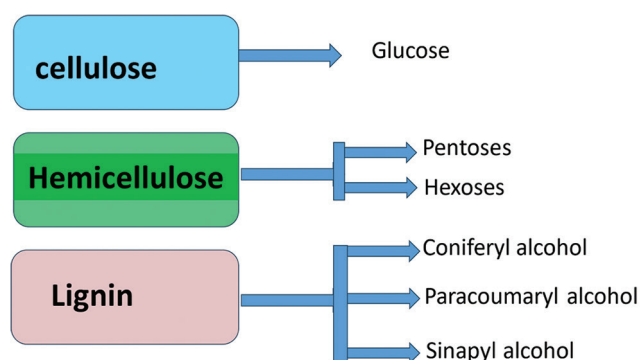 cellulose
Glucose
Hemicellulose
Pentoses
Hexoses
Lignin
Coniferyl alcohol
Paracoumaryl alcohol
Sinapyl alcohol